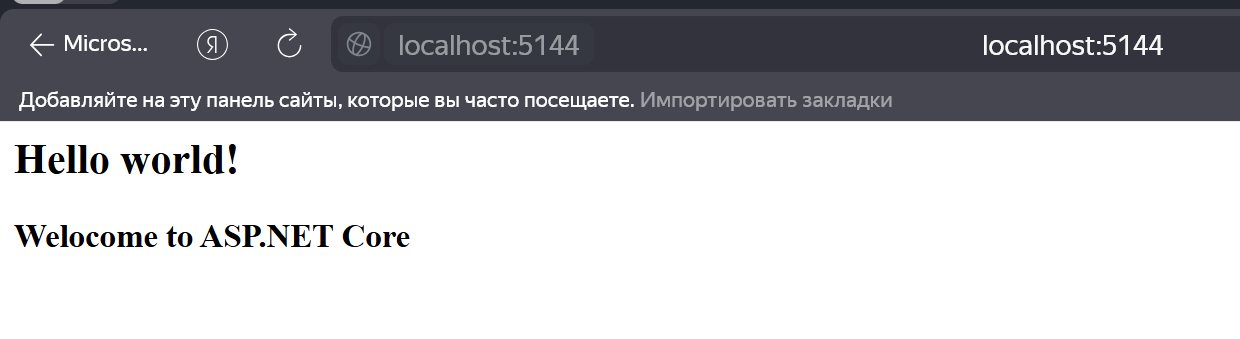 Micros... Я localhost:5144 localhost:5144
Добавляйте на эту панель сайты, которые вы часто посещаете. Импортировать закладки
Hello world!
Welocome to ASP.NET Core